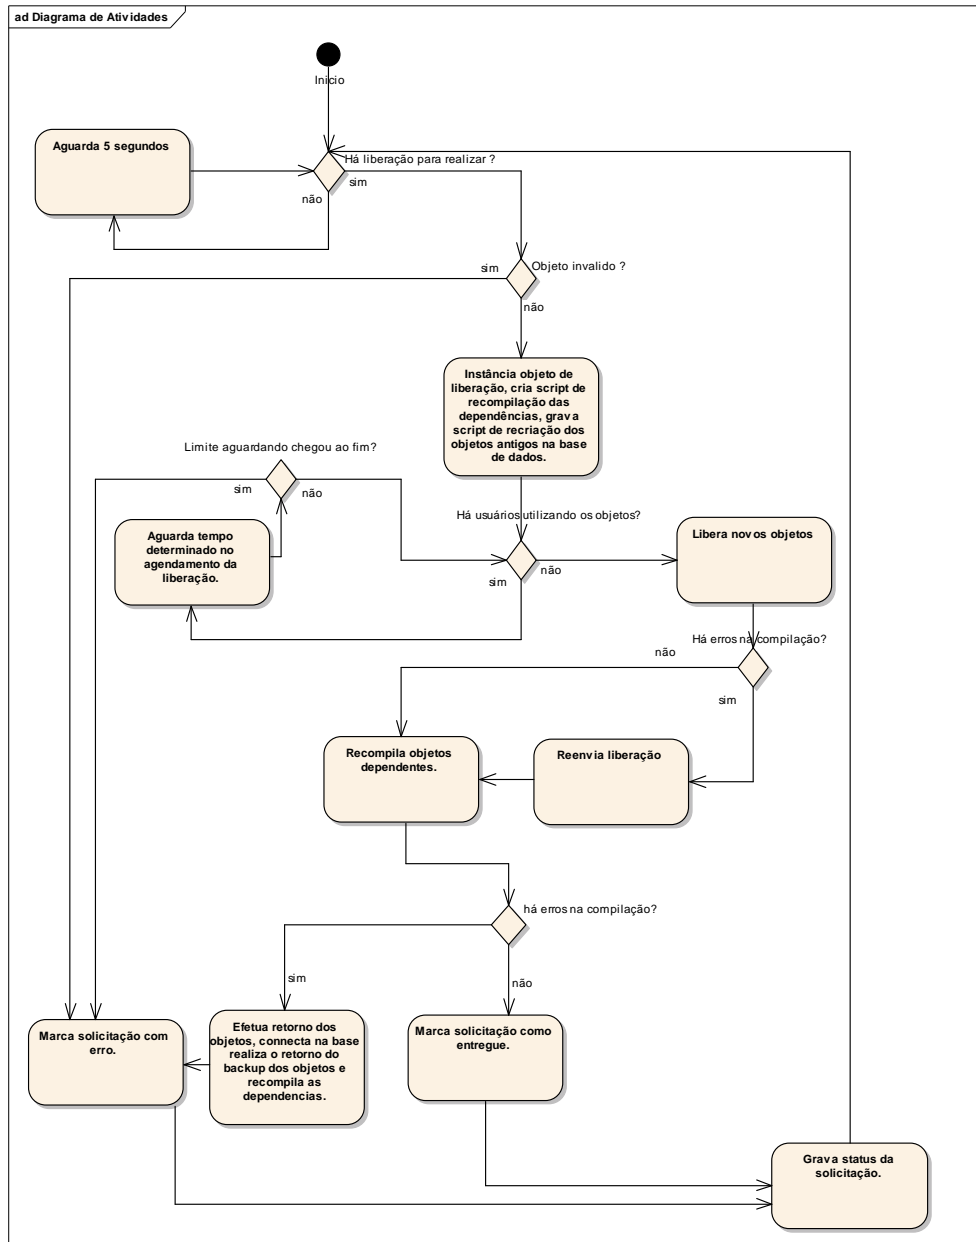 ad Diagrama de Atividades
Inicio
Aguarda 5 segundos
Há liberação para realizar ?
sim
não
Objeto invalido ?
sim
não
Instância objeto de
liberação, cria script de
recompilação das
dependências, grava
script de recriação dos
objetos antigos na base
de dados.
Limite aguardando chegou ao fim?
sim
não
Há usuários utilizando os objetos?
sim
não
Aguarda tempo
determinado no
agendamento da
liberação.
Libera novos objetos
Há erros na compilação?
não
sim
Recompila objetos
dependentes.
Reenvia liberação
há erros na compilação?
sim
não
Marca solicitação com
erro.
Efetua retorno dos
objetos, connecta na base
realiza o retorno do
backup dos objetos e
recompila as
dependencias.
Marca solicitação como
entregue.
Grava status da
solicitação.